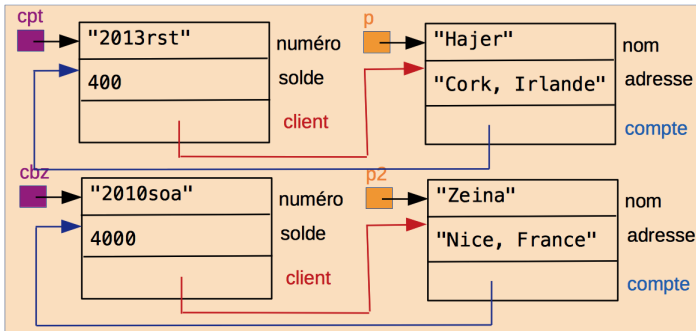 cpt
"2013rst"
numéro
400
solde
client
p
"Hajer"
nom
"Cork, Irlande"
adresse
compte
cbz
"2010soa"
numéro
4000
solde
client
p2
"Zeina"
nom
"Nice, France"
adresse
compte